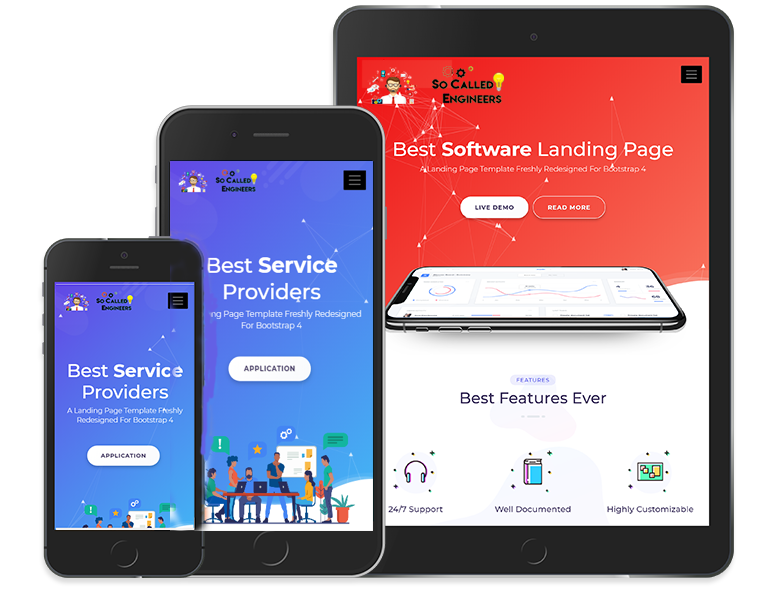 So Called
Engineers
Best Service
Providers
A Landing Page Template Freshly
Redesigned For Bootstrap 4
APPLICATION
So Called
Engineers
Best Service
Providers
Landing Page Template Freshly Redesigned
For Bootstrap 4
APPLICATION
So Called
Engineers
Best Software Landing Page
A Landing Page Template Freshly Redesigned For Bootstrap 4
LIVE DEMO
READ MORE
FEATURES
Best Features Ever
24/7 Support
Well Documented
Highly Customizable